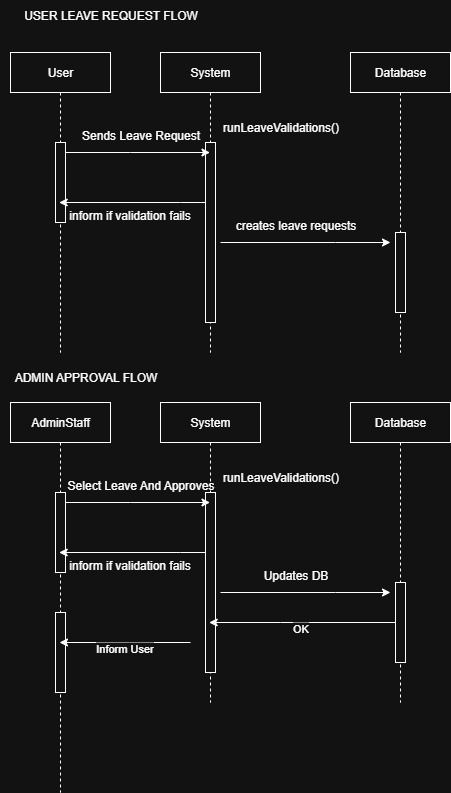 USER LEAVE REQUEST FLOW
User
System
Database
runLeaveValidations()
Sends Leave Request
inform if validation fails
creates leave requests
ADMIN APPROVAL FLOW
AdminStaff
System
Database
runLeaveValidations()
Select Leave And Approves
inform if validation fails
Updates DB
OK
Inform User